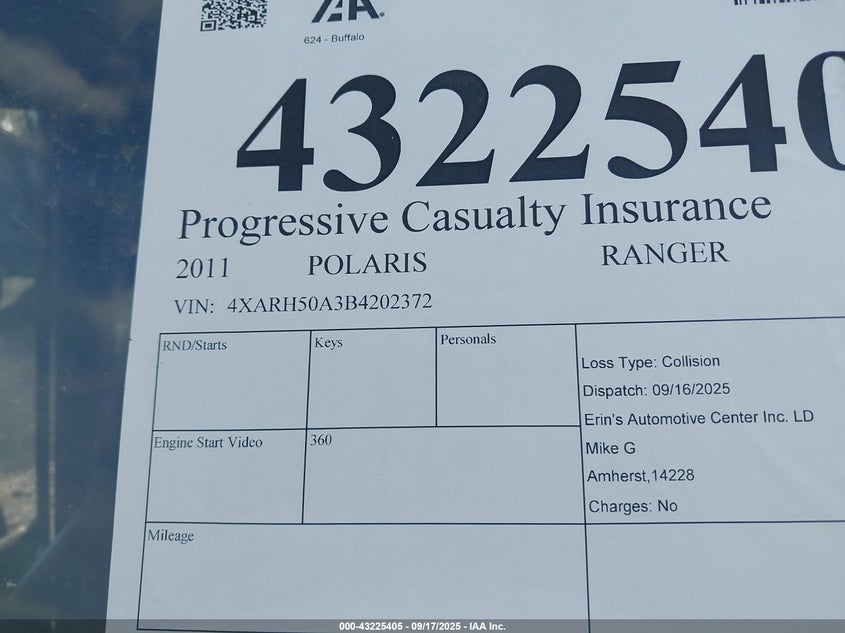 IAA
624 - Buffalo
4322540
Progressive Casualty Insurance
2011 POLARIS RANGER
VIN: 4XARH50A3B4202372
RND/Starts Keys Personals
Loss Type: Collision
Dispatch: 09/16/2025
Erin's Automotive Center Inc. LD
Engine Start Video 360
Mike G
Amherst,14228
Charges: No
Mileage
000-43225405 - 09/17/2025 - IAA Inc.